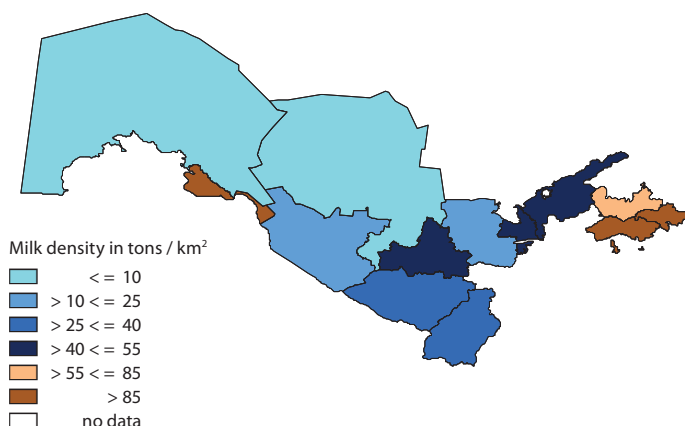 Milk density in tons / km²
<= 10
> 10 <= 25
> 25 <= 40
> 40 <= 55
> 55 <= 85
> 85
no data